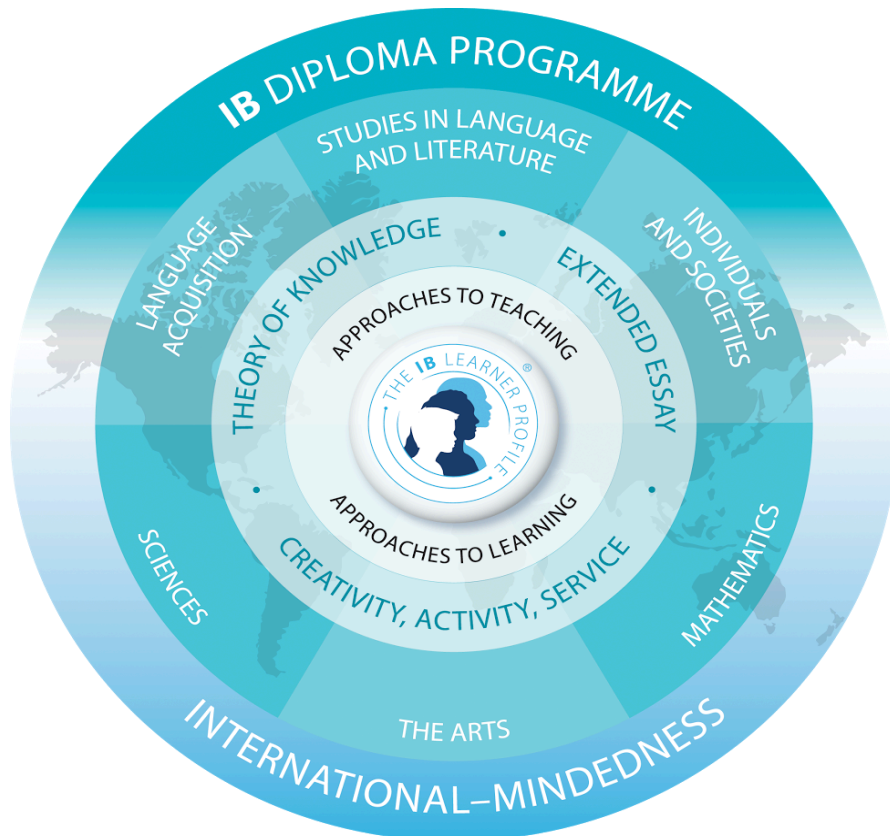 IB DIPLOMA PROGRAMME
STUDIES IN LANGUAGE
AND LITERATURE
LANGUAGE
ACQUISITION
INDIVIDUALS
AND SOCIETIES
THEORY OF KNOWLEDGE
•
EXTENDED ESSAY
APPROACHES TO TEACHING
• THE IB LEARNER PROFILE •
®
APPROACHES TO LEARNING
•
CREATIVITY, ACTIVITY, SERVICE
•
SCIENCES
MATHEMATICS
THE ARTS
INTERNATIONAL–MINDEDNESS